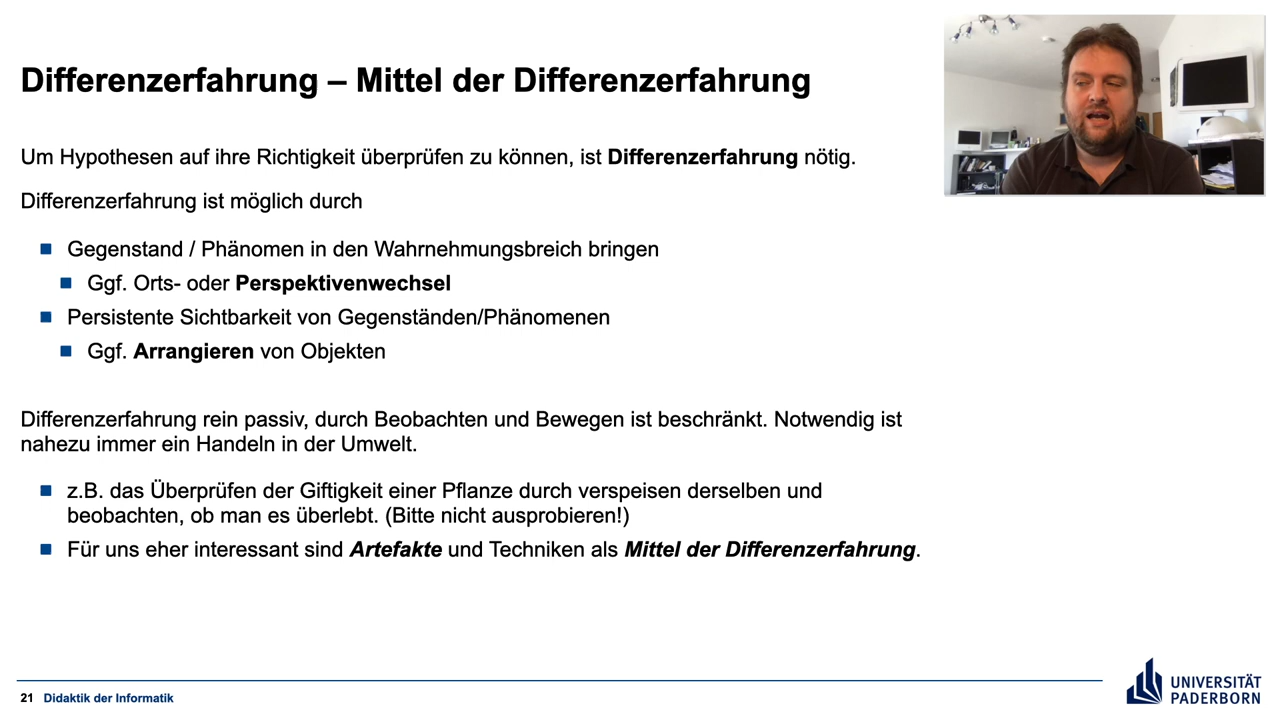 Differenzerfahrung – Mittel der Differenzerfahrung
Um Hypothesen auf ihre Richtigkeit überprüfen zu können, ist Differenzerfahrung nötig.
Differenzerfahrung ist möglich durch
Gegenstand / Phänomen in den Wahrnehmungsbreich bringen
Ggf. Orts- oder Perspektivenwechsel
Persistente Sichtbarkeit von Gegenständen/Phänomenen
Ggf. Arrangieren von Objekten
Differenzerfahrung rein passiv, durch Beobachten und Bewegen ist beschränkt. Notwendig ist
nahezu immer ein Handeln in der Umwelt.
z.B. das Überprüfen der Giftigkeit einer Pflanze durch verspeisen derselben und
beobachten, ob man es überlebt. (Bitte nicht ausprobieren!)
Für uns eher interessant sind Artefakte und Techniken als Mittel der Differenzerfahrung.
21 Didaktik der Informatik
UNIVERSITÄT
PADERBORN